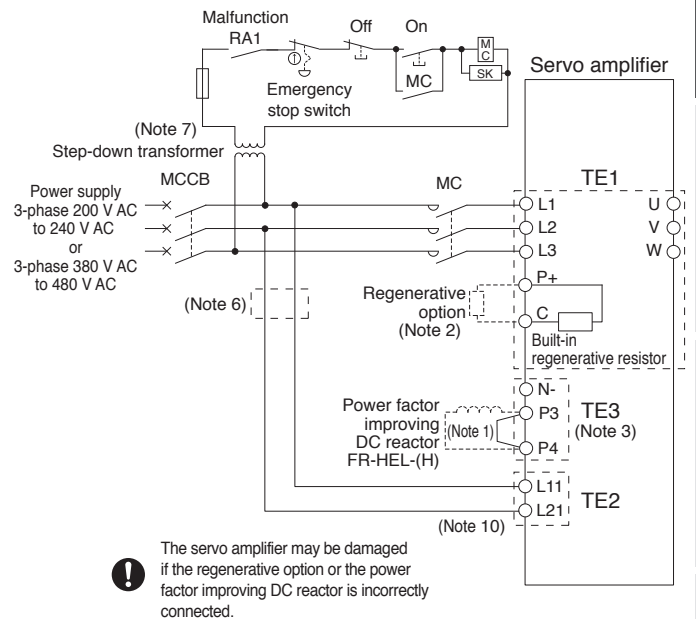 Malfunction
RA1
Off
On
MC
SK
MC
Emergency
stop switch
Servo amplifier
(Note 7)
Step-down transformer
MCCB
MC
TE1
Power supply
3-phase 200 V AC
to 240 V AC
or
3-phase 380 V AC
to 480 V AC
L1
L2
L3
U
V
W
P+
C
Regenerative
option
(Note 2)
Built-in
regenerative resistor
(Note 6)
N-
P3
P4
TE3
(Note 3)
Power factor
improving
DC reactor
FR-HEL-(H)
(Note 1)
L11
L21
TE2
(Note 10)
The servo amplifier may be damaged
if the regenerative option or the power
factor improving DC reactor is incorrectly
connected.